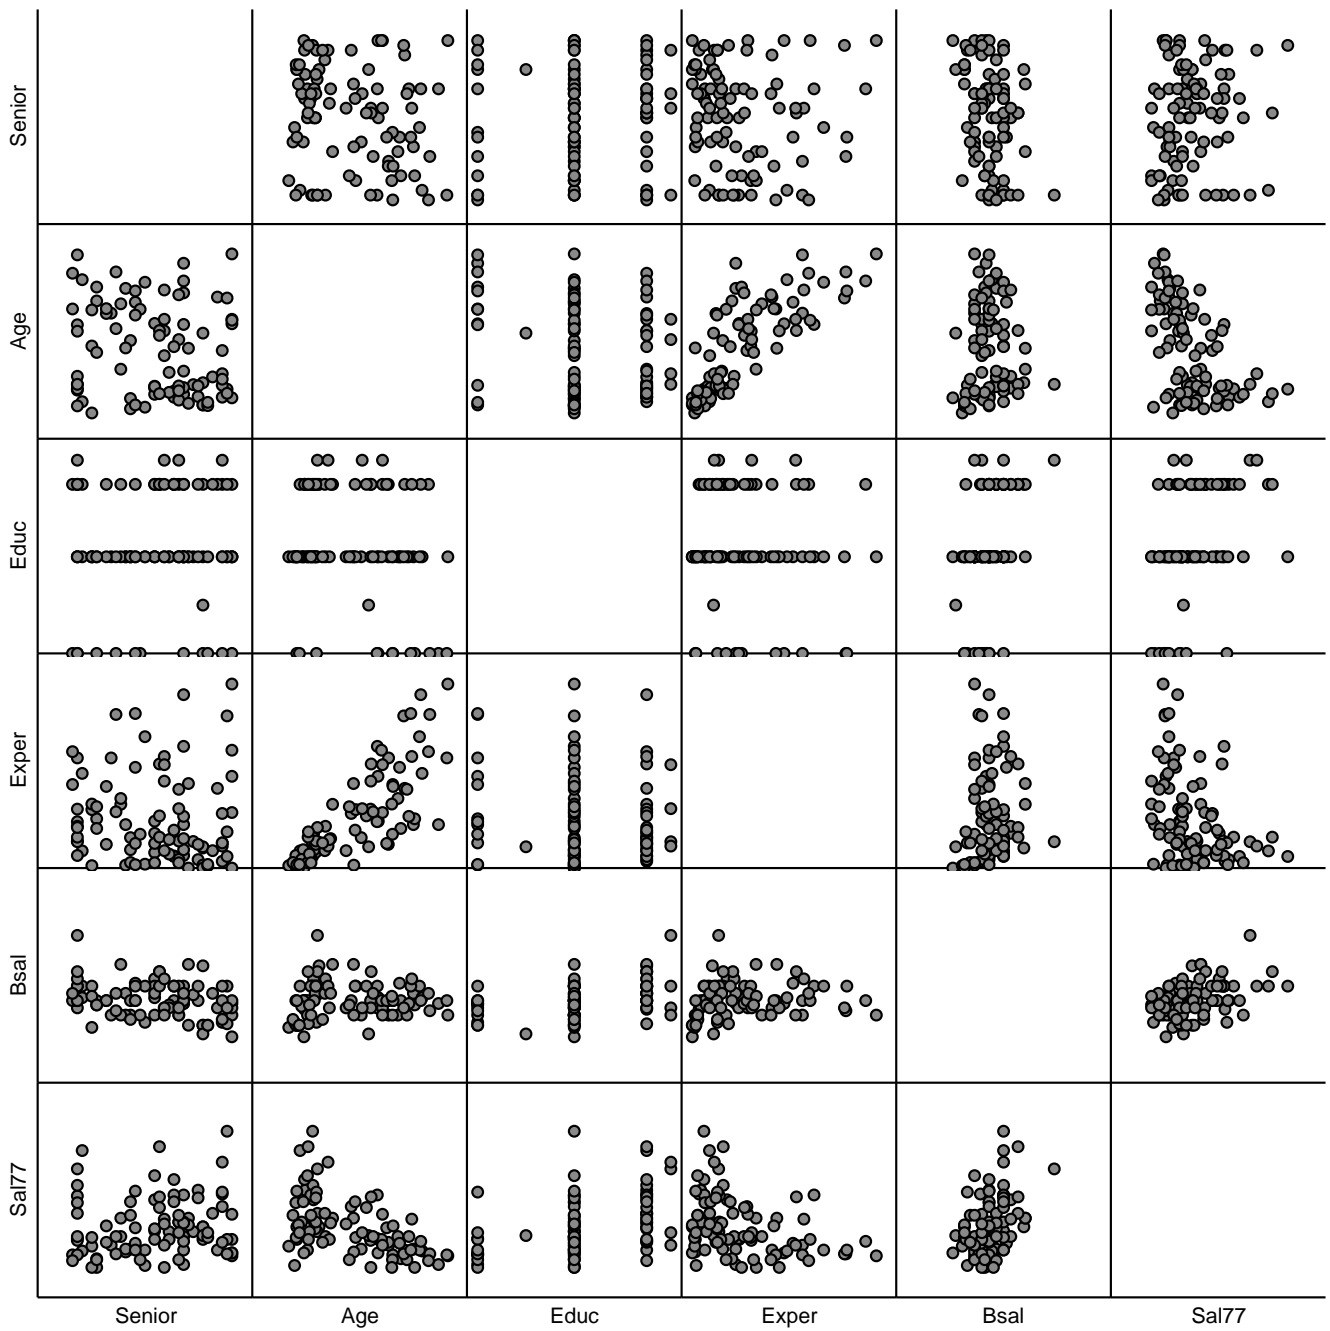 Senior
Age
Educ
Exper
Bsal
Sal77
Senior Age Educ Exper Bsal Sal77